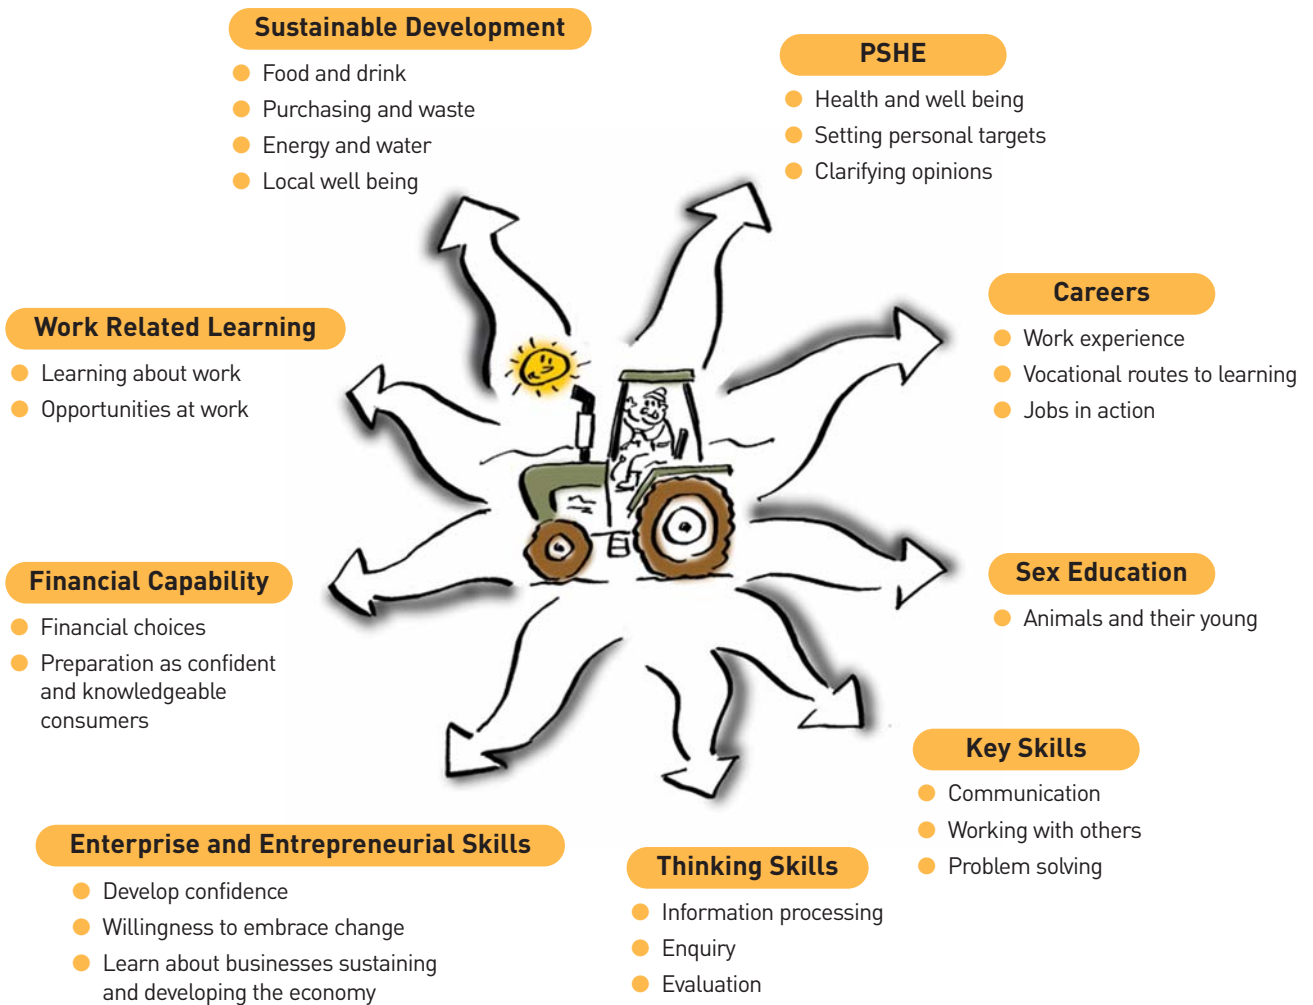 Sustainable Development
Food and drink
Purchasing and waste
Energy and water
Local well being
PSHE
Health and well being
Setting personal targets
Clarifying opinions
Careers
Work experience
Vocational routes to learning
Jobs in action
Work Related Learning
Learning about work
Opportunities at work
Financial Capability
Financial choices
Preparation as confident
and knowledgeable
consumers
Sex Education
Animals and their young
Key Skills
Communication
Working with others
Problem solving
Enterprise and Entrepreneurial Skills
Develop confidence
Willingness to embrace change
Learn about businesses sustaining
and developing the economy
Thinking Skills
Information processing
Enquiry
Evaluation